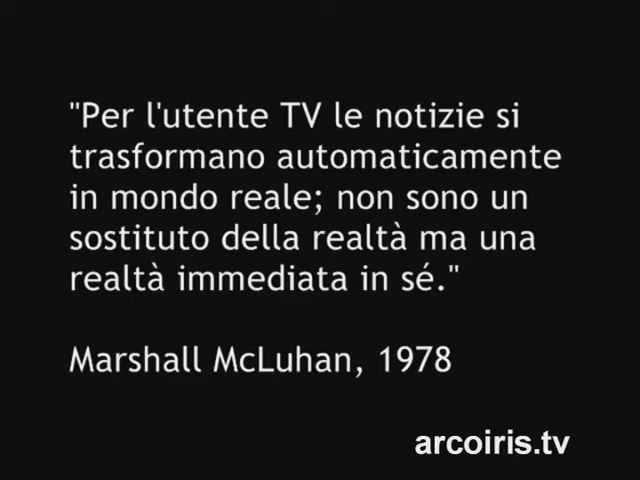 "Per l'utente TV le notizie si
trasformano automaticamente
in mondo reale; non sono un
sostituto della realtà ma una
realtà immediata in sé."
Marshall McLuhan, 1978
arcoiris.tv